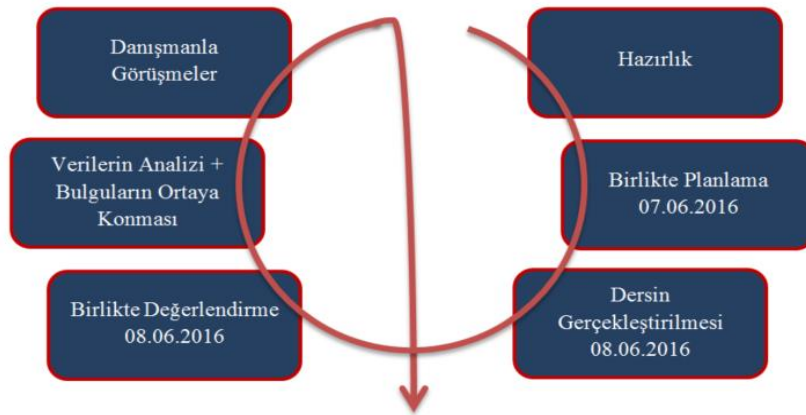 Danışmanla
Görüşmeler
Hazırlık
Verilerin Analizi +
Bulguların Ortaya
Konması
Birlikte Planlama
07.06.2016
Birlikte Değerlendirme
08.06.2016
Dersin
Gerçekleştirilmesi
08.06.2016